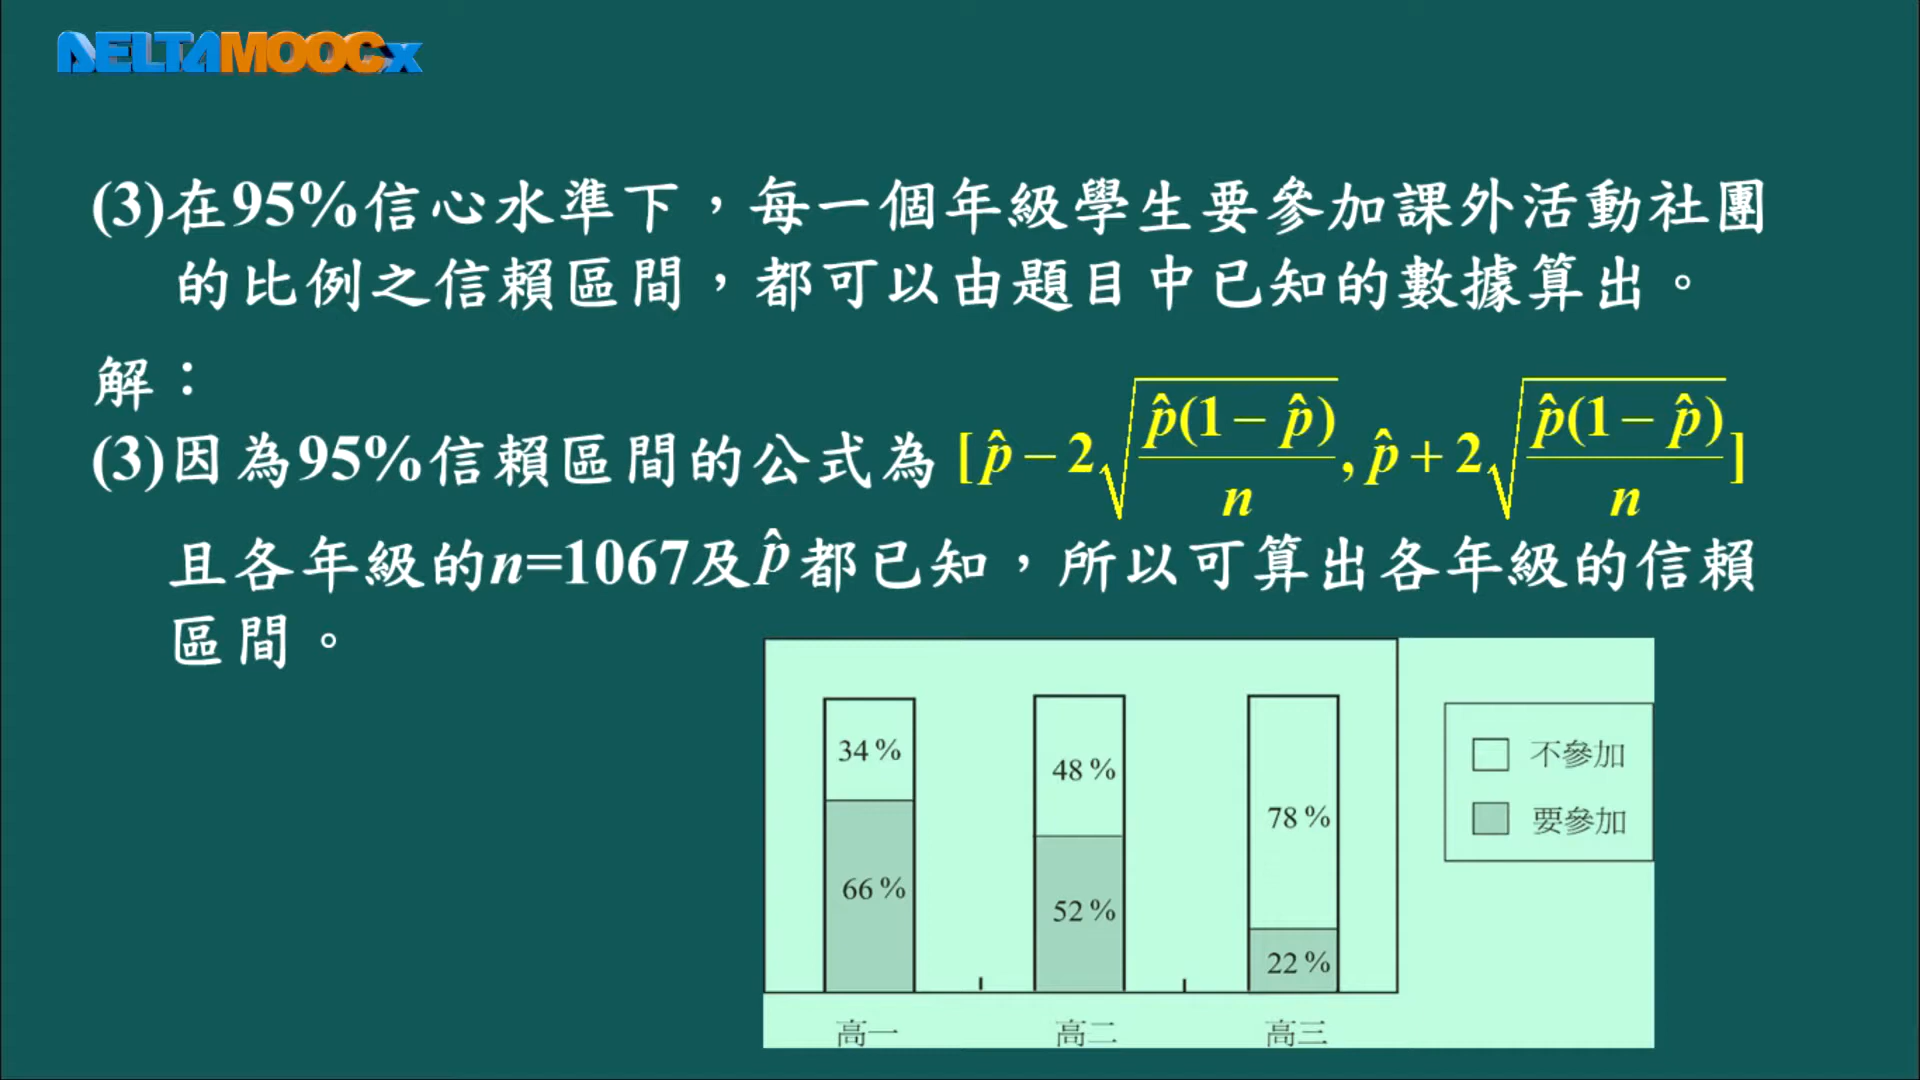 DELTAMOOCx
(3)在95%信心水準下，每一個年級學生要參加課外活動社團
的比例之信賴區間，都可以由題目中已知的數據算出。
解：
(3)因為95%信賴區間的公式為 [p̂−2√(p̂(1−p̂)/n), p̂+2√(p̂(1−p̂)/n)]
且各年級的n=1067及p̂都已知，所以可算出各年級的信賴
區間。
34%
48%
78%
66%
52%
22%
不參加
要參加
高一
高二
高三